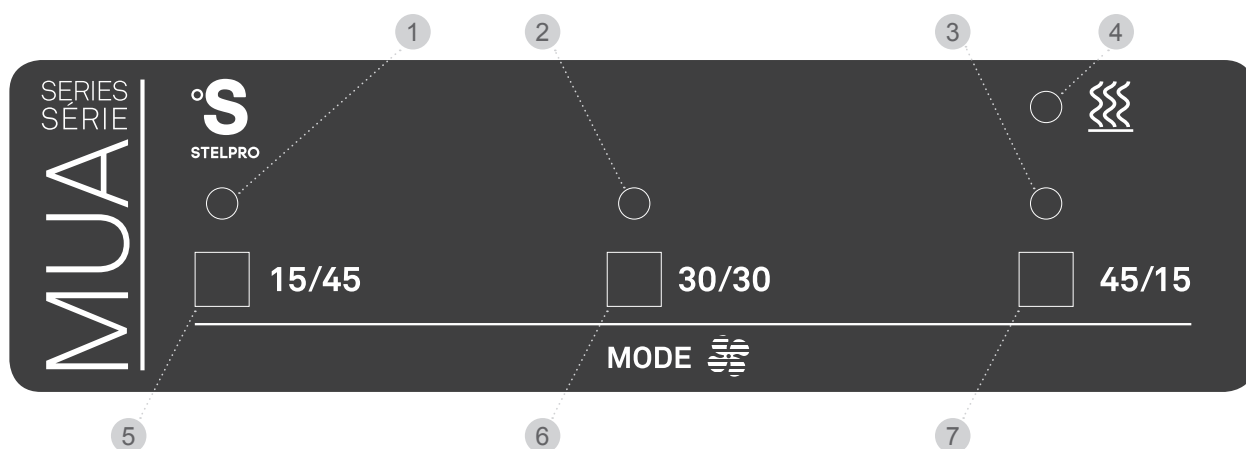 1 2 3 4
SERIES
SÉRIE
MUA
°S
STELPRO
15/45 30/30 45/15
MODE
5 6 7